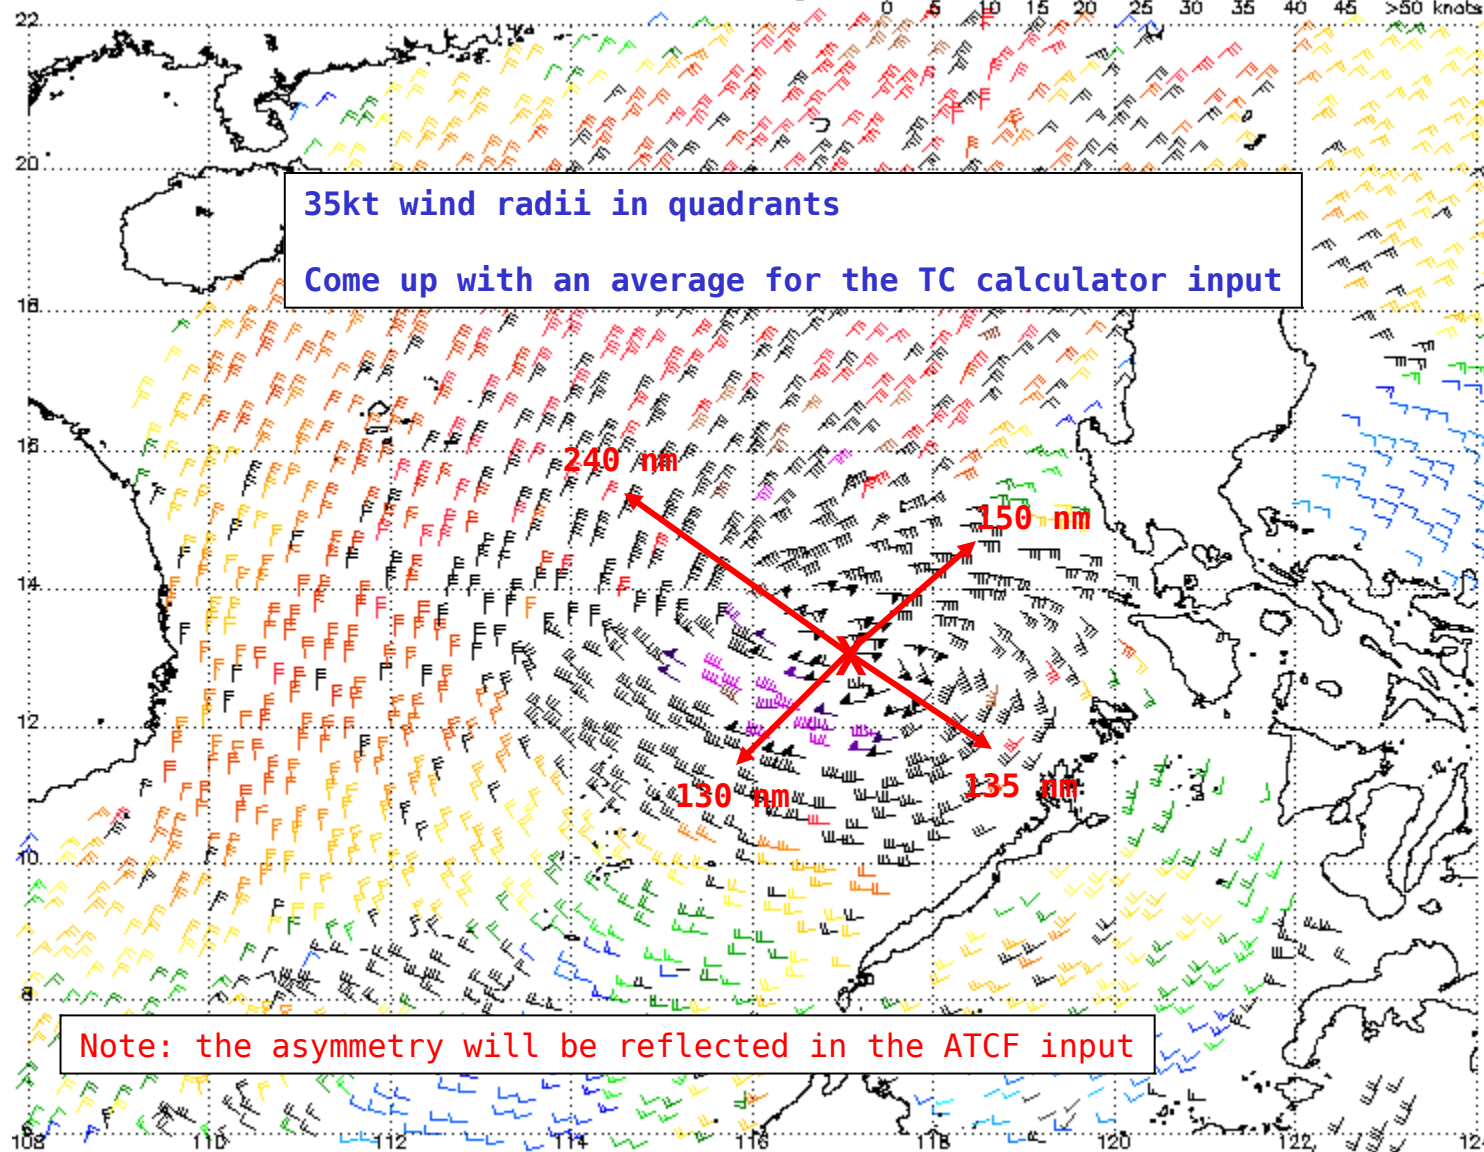 0 5 10 15 20 25 30 35 40 45 >50 knots
22
20
35kt wind radii in quadrants
Come up with an average for the TC calculator input
18
16
240 nm
150 nm
14
X
12
130 nm
135 nm
10
8
Note: the asymmetry will be reflected in the ATCF input
6
108 110 112 114 116 118 120 122